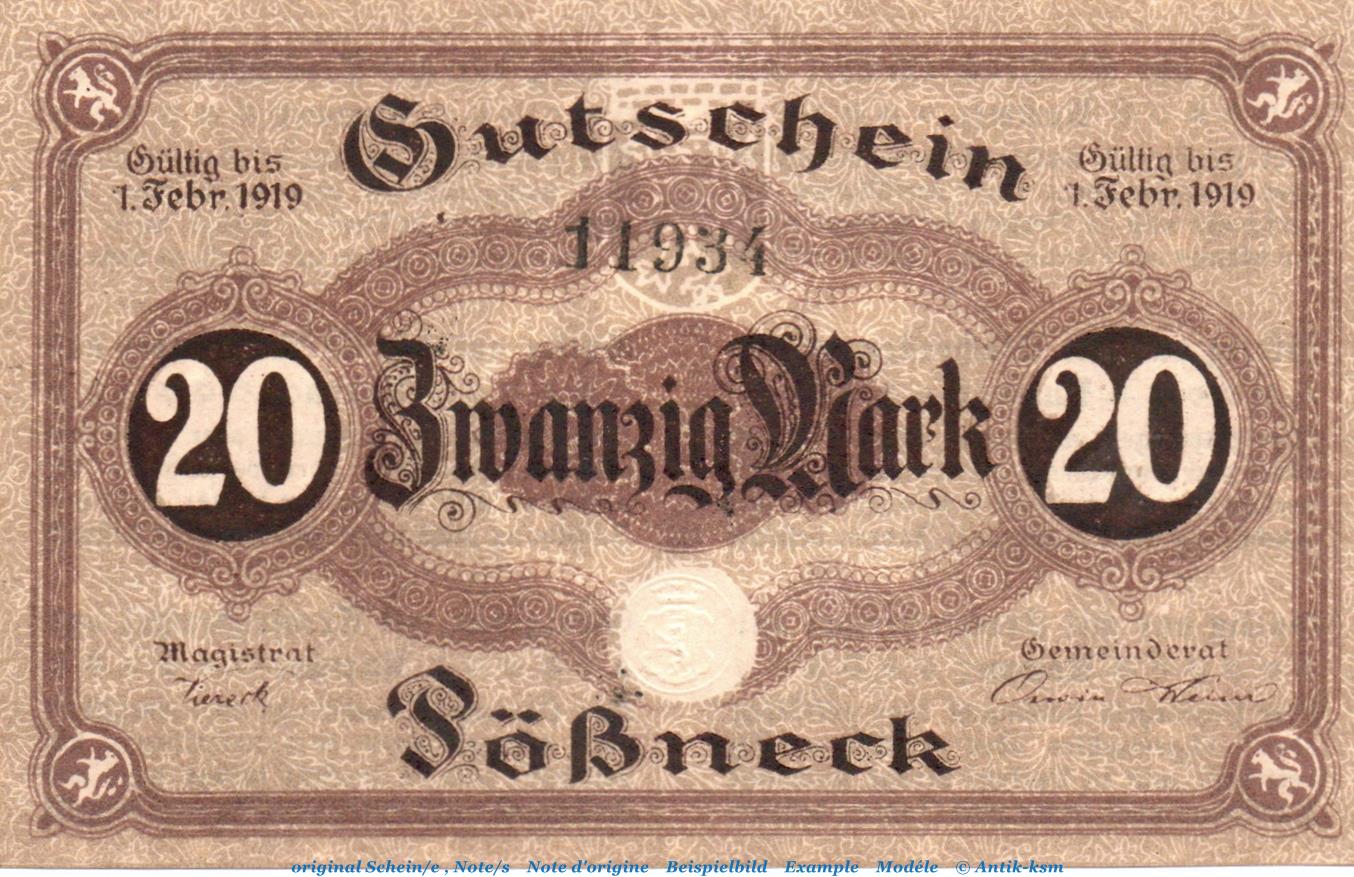 Gutschein
Gültig bis
1. Febr. 1919
Gültig bis
1. Febr. 1919
11934
20
Zwanzig Mark
20
Magistrat
Viereck
Gemeinderat
Pößneck
original Schein/e , Note/s Note d'origine Beispielbild Example Modéle © Antik-ksm